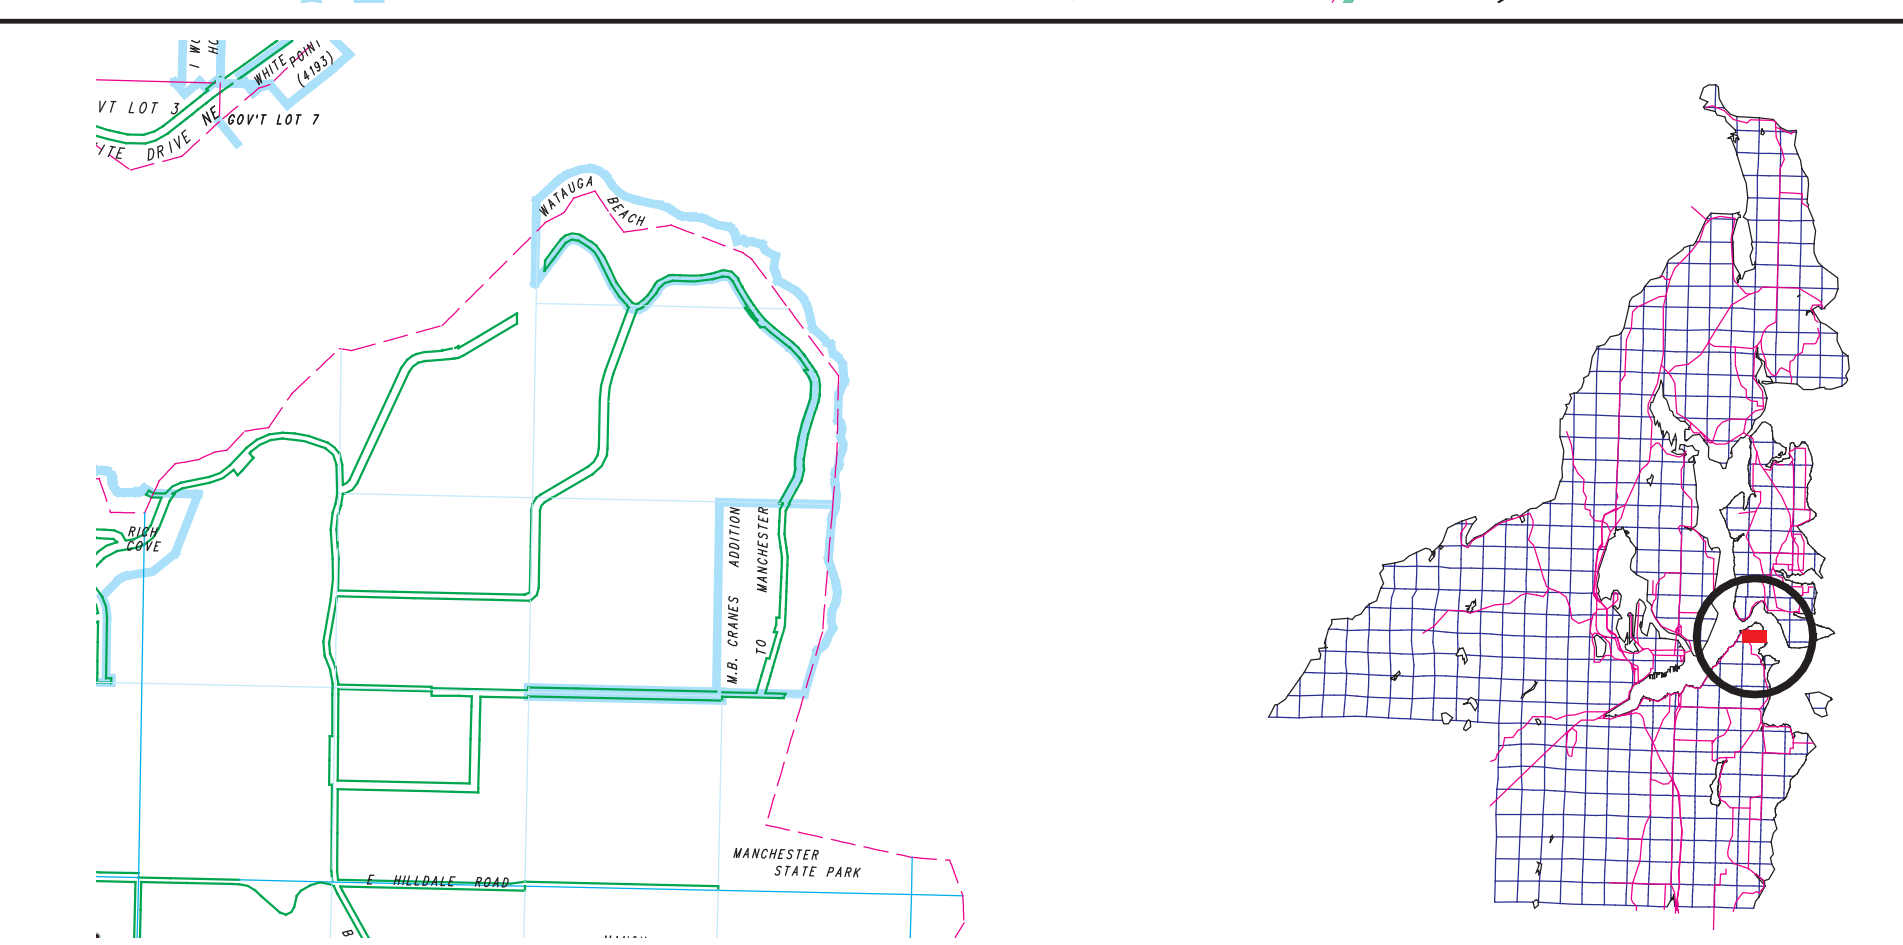 WHITE POINT
(4193)
VT LOT 3
GOV'T LOT 7
DRIVE NE
WATAUGA
BEACH
RICH
COVE
M.B. CRANES ADDITION
TO MANCHESTER
MANCHESTER
STATE PARK
E HILLDALE ROAD